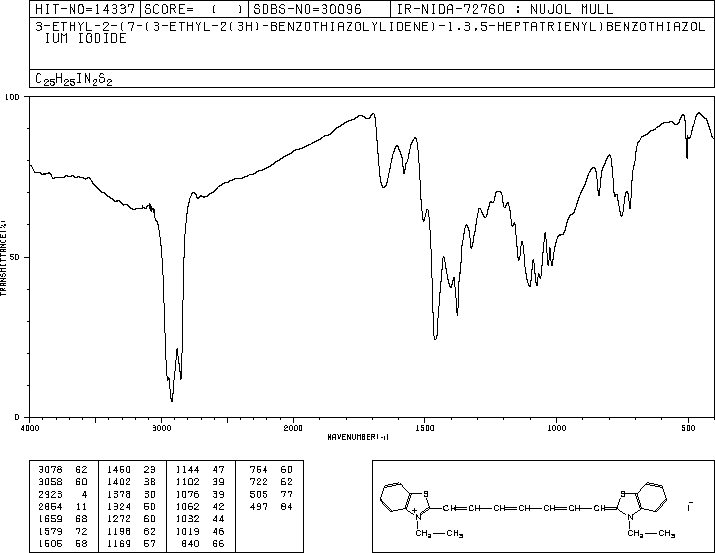 HIT-NO=14337 SCORE= ( ) SDBS-NO=30096 IR-NIDA-72760 : NUJOL MULL
3-ETHYL-2-(7-(3-ETHYL-2(3H)-BENZOTHIAZOLYLIDENE)-1,3,5-HEPTATRIENYL)BENZOTHIAZOL
IUM IODIDE
C25H25IN2S2
100
50
0
TRANSMITTANCE(%)
4000 3000 2000 1500 1000 500
WAVENUMBER(-1)
3078 62 1460 23 1144 47 754 60
3058 60 1402 38 1102 39 722 62
2923 4 1378 30 1076 39 505 77
2854 11 1324 50 1062 42 497 84
1659 68 1272 60 1032 44
1579 72 1198 62 1019 46
1505 58 1169 57 840 66
S S
CH CH CH CH CH CH CH
N+ N I-
CH2 CH3 CH2 CH3